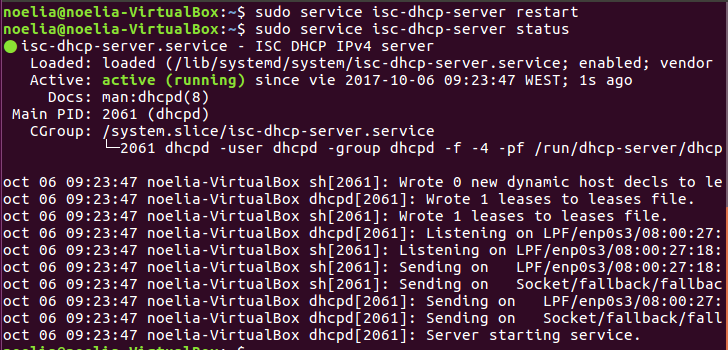 noelia@noelia-VirtualBox:~$ sudo service isc-dhcp-server restart
noelia@noelia-VirtualBox:~$ sudo service isc-dhcp-server status
● isc-dhcp-server.service - ISC DHCP IPv4 server
   Loaded: loaded (/lib/systemd/system/isc-dhcp-server.service; enabled; vendor
   Active: active (running) since vie 2017-10-06 09:23:47 WEST; 1s ago
     Docs: man:dhcpd(8)
 Main PID: 2061 (dhcpd)
   CGroup: /system.slice/isc-dhcp-server.service
           └─2061 dhcpd -user dhcpd -group dhcpd -f -4 -pf /run/dhcp-server/dhcp
oct 06 09:23:47 noelia-VirtualBox sh[2061]: Wrote 0 new dynamic host decls to le
oct 06 09:23:47 noelia-VirtualBox dhcpd[2061]: Wrote 1 leases to leases file.
oct 06 09:23:47 noelia-VirtualBox sh[2061]: Wrote 1 leases to leases file.
oct 06 09:23:47 noelia-VirtualBox dhcpd[2061]: Listening on LPF/enp0s3/08:00:27:
oct 06 09:23:47 noelia-VirtualBox sh[2061]: Listening on LPF/enp0s3/08:00:27:18:
oct 06 09:23:47 noelia-VirtualBox sh[2061]: Sending on   LPF/enp0s3/08:00:27:18:
oct 06 09:23:47 noelia-VirtualBox sh[2061]: Sending on   Socket/fallback/fallbac
oct 06 09:23:47 noelia-VirtualBox dhcpd[2061]: Sending on   LPF/enp0s3/08:00:27:
oct 06 09:23:47 noelia-VirtualBox dhcpd[2061]: Sending on   Socket/fallback/fall
oct 06 09:23:47 noelia-VirtualBox dhcpd[2061]: Server starting service.
noelia@noelia-VirtualBox:~$